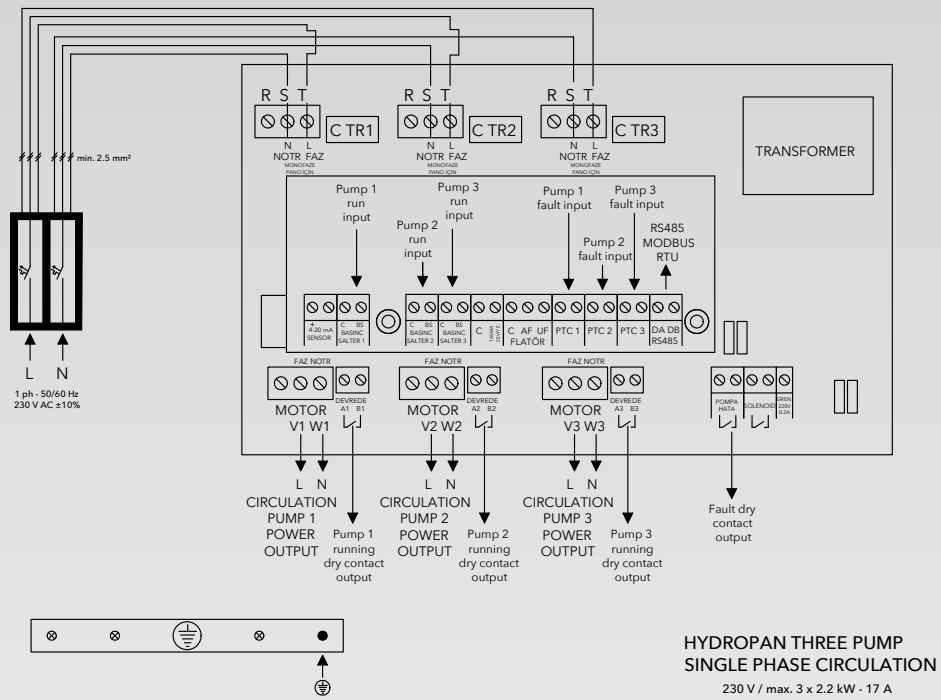 R S T
C TR1
N L
NOTR FAZ
MONOFAZE
PANO İÇİN
R S T
C TR2
N L
NOTR FAZ
MONOFAZE
PANO İÇİN
R S T
C TR3
N L
NOTR FAZ
MONOFAZE
PANO İÇİN
TRANSFORMER
min. 2.5 mm²
L N
1 ph - 50/60 Hz
230 V AC ±10%
Pump 1
run
input
Pump 2
run
input
Pump 3
run
input
Pump 1
fault input
Pump 2
fault input
Pump 3
fault input
RS485
MODBUS
RTU
+
4-20 mA
SENSOR
C BS
BASINC
SALTER 1
C BS
BASINC
SALTER 2
C BS
BASINC
SALTER 3
C
TAŞMA
SEVİYE
C AF UF
FLATÖR
PTC 1
PTC 2
PTC 3
DA DB
RS485
FAZ NOTR
MOTOR
V1 W1
DEVREDE
A1 B1
FAZ NOTR
MOTOR
V2 W2
DEVREDE
A2 B2
FAZ NOTR
MOTOR
V3 W3
DEVREDE
A3 B3
POMPA
HATA
SOLENOID
SIREN
220V
0.2A
L N
CIRCULATION
PUMP 1
POWER
OUTPUT
Pump 1
running
dry contact
output
L N
CIRCULATION
PUMP 2
POWER
OUTPUT
Pump 2
running
dry contact
output
L N
CIRCULATION
PUMP 3
POWER
OUTPUT
Pump 3
running
dry contact
output
Fault dry
contact
output
HYDROPAN THREE PUMP
SINGLE PHASE CIRCULATION
230 V / max. 3 x 2.2 kW - 17 A